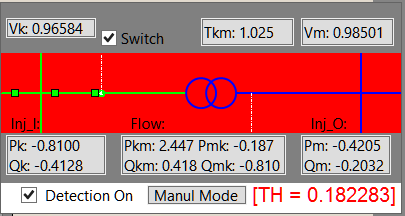 Vk: 0.96584
Switch
Tkm: 1.025
Vm: 0.98501
Inj_I:
Flow:
Inj_O:
Pk: -0.8100
Qk: -0.4128
Pkm: 2.447 Pmk: -0.187
Qkm: 0.418 Qmk: -0.810
Pm: -0.4205
Qm: -0.2032
Detection On
Manul Mode
[TH = 0.182283]